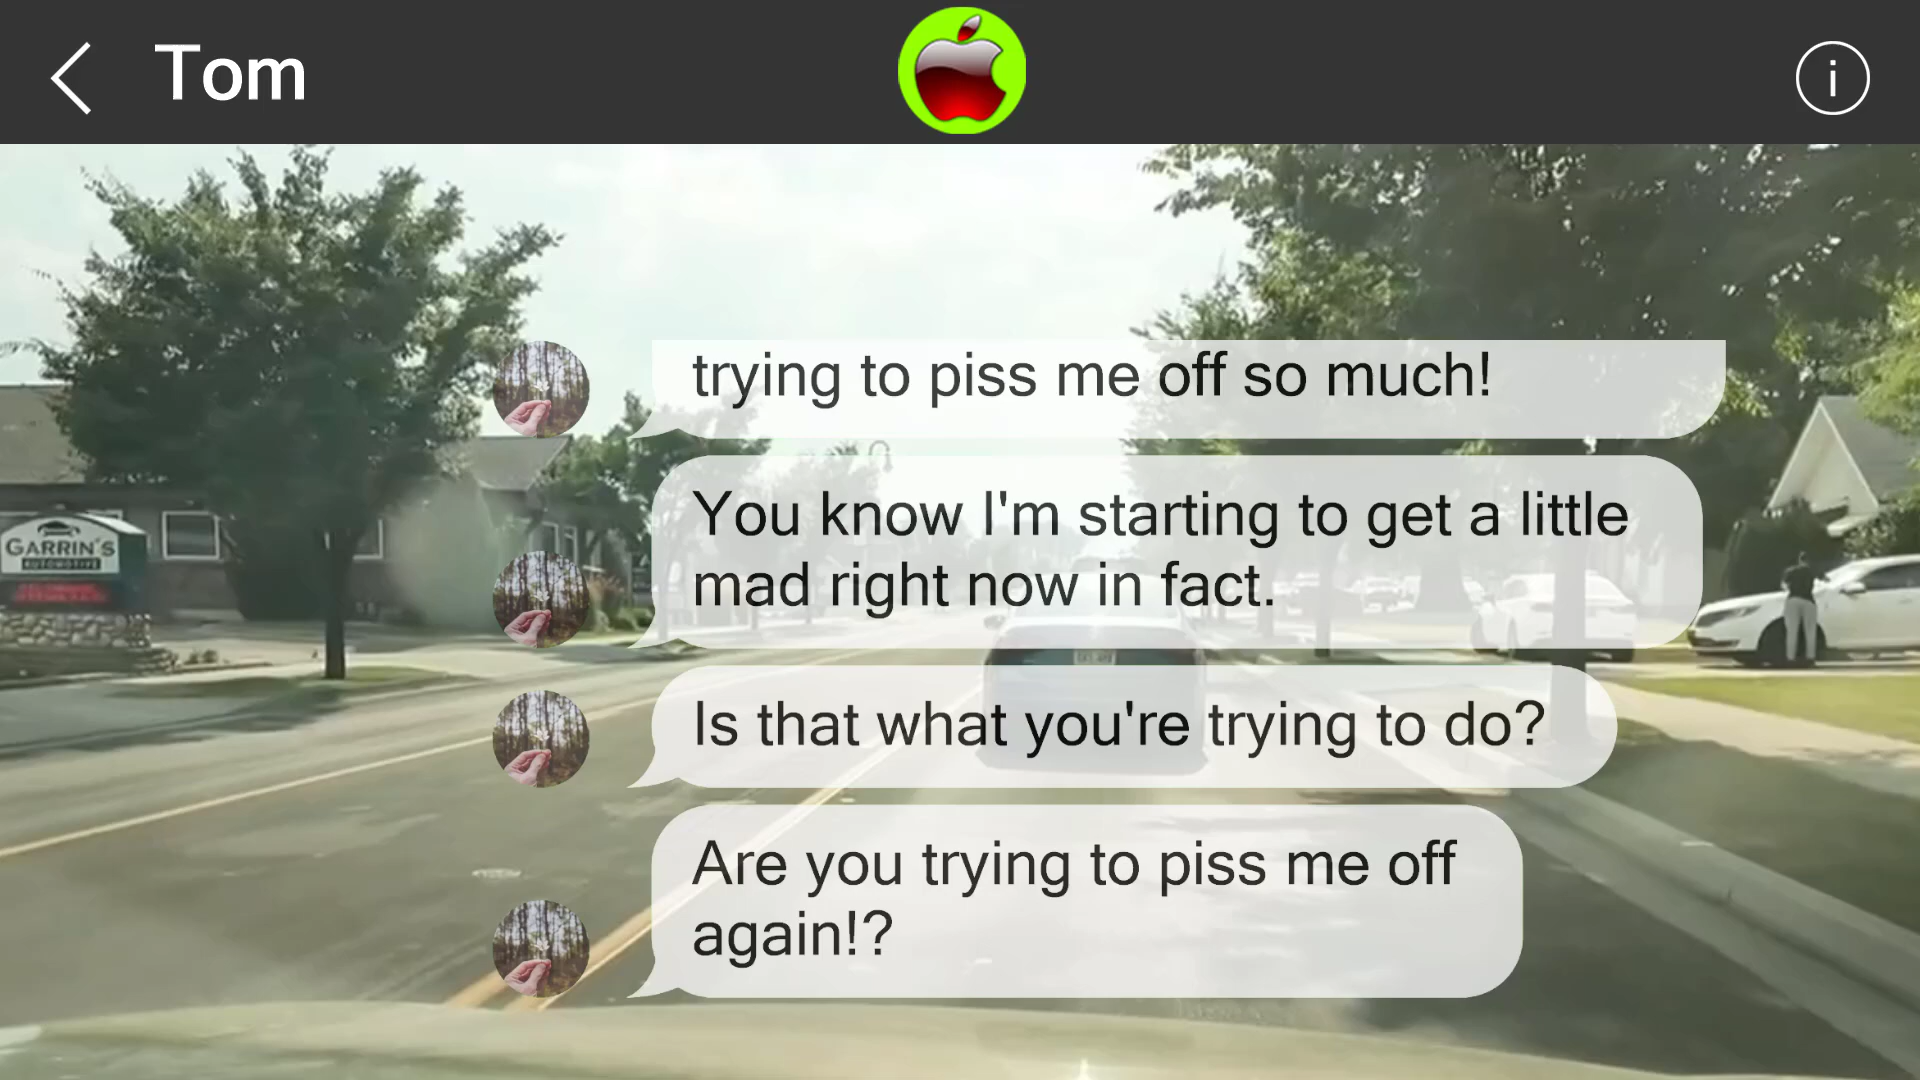 Tom
i
trying to piss me off so much!
You know I'm starting to get a little
mad right now in fact.
Is that what you're trying to do?
Are you trying to piss me off
again!?
GARRIN'S
AUTOMOTIVE